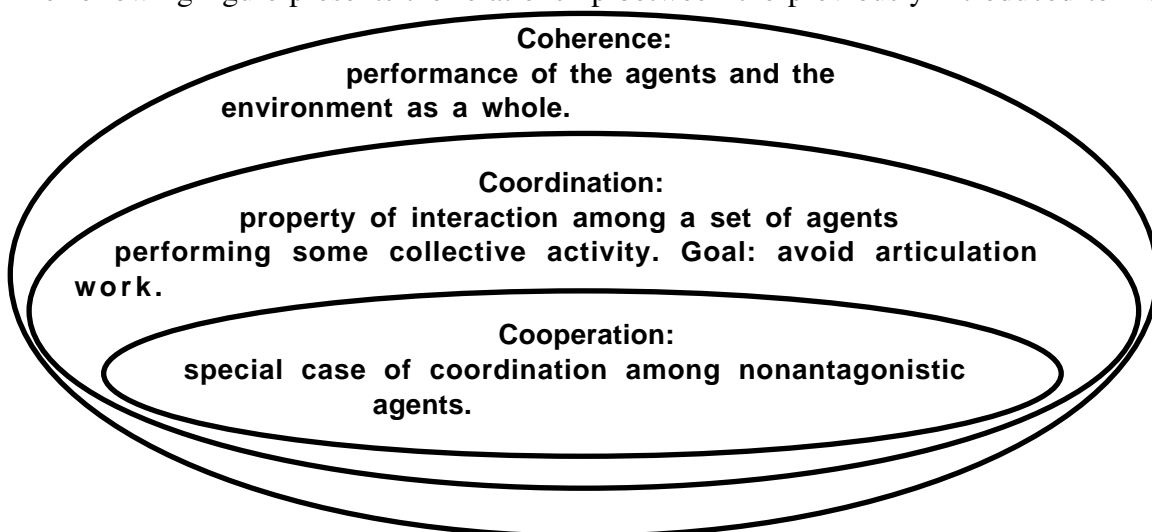 Coherence:
performance of the agents and the
environment as a whole.
Coordination:
property of interaction among a set of agents
performing some collective activity. Goal: avoid articulation
work.
Cooperation:
special case of coordination among nonantagonistic
agents.